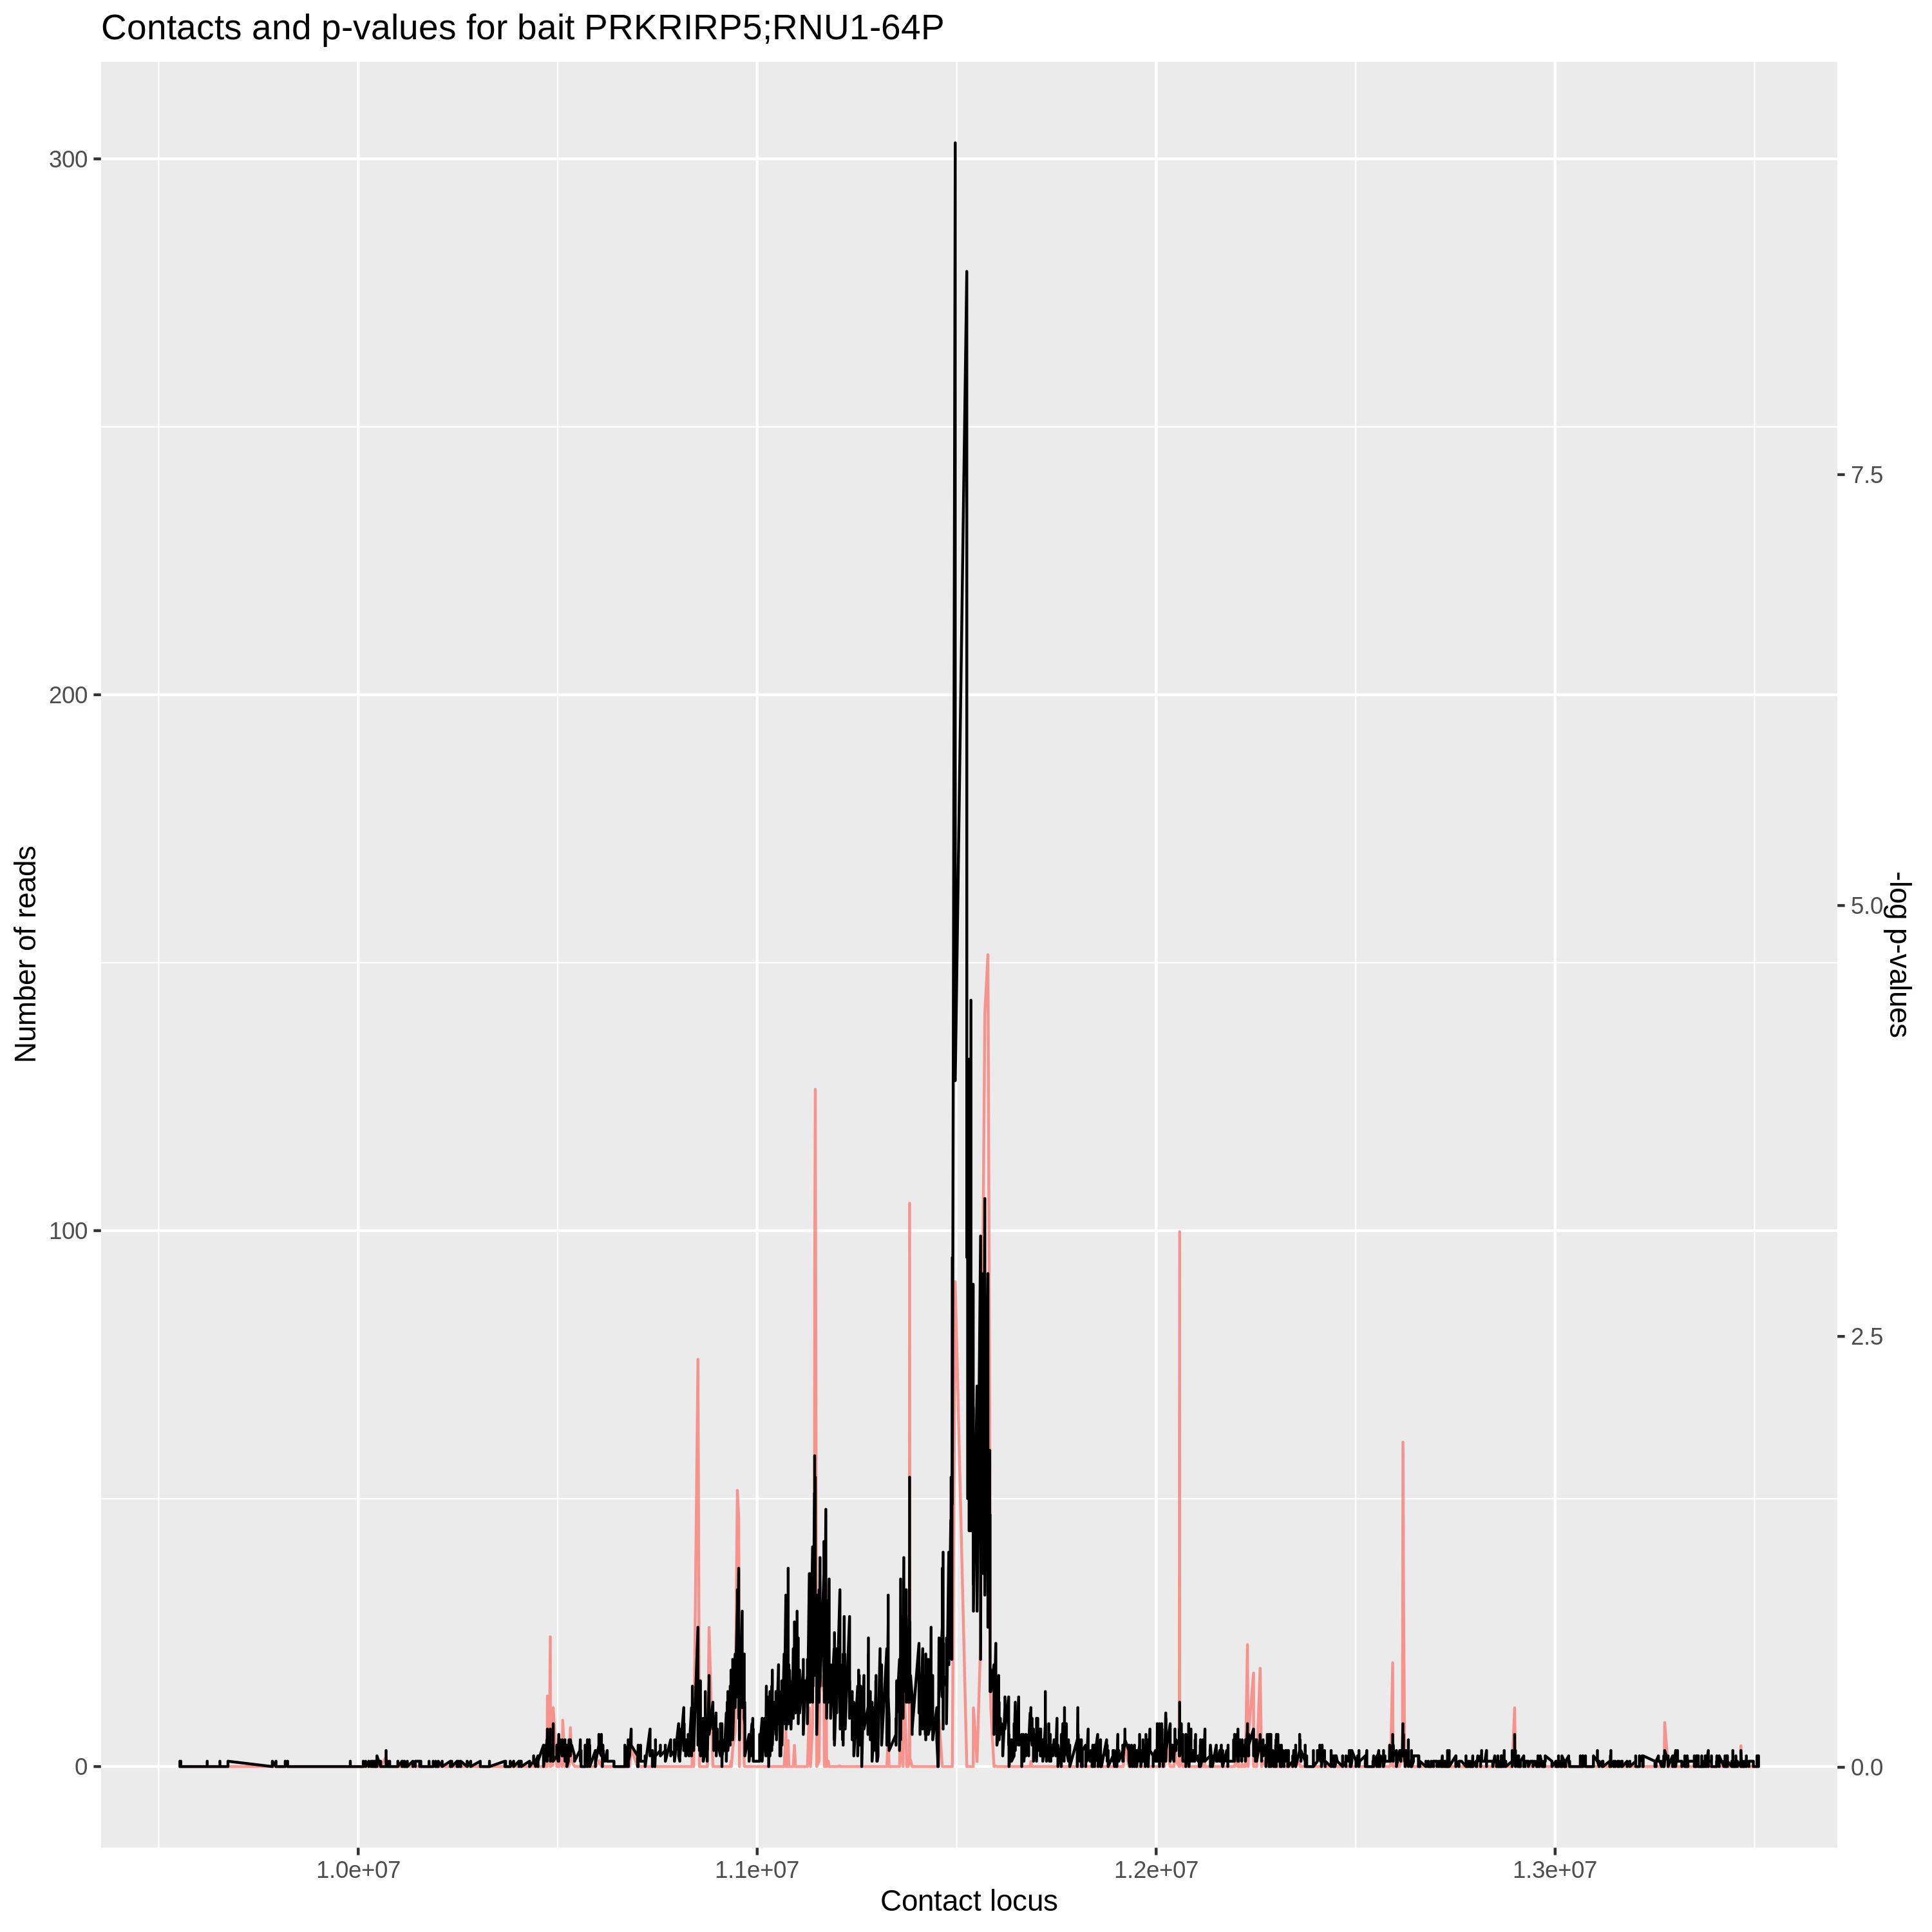 Contacts and p-values for bait PRKRIRP5;RNU1-64P
300
200
100
0
Number of reads
7.5
5.0
2.5
0.0
-log p-values
1.0e+07
1.1e+07
1.2e+07
1.3e+07
Contact locus